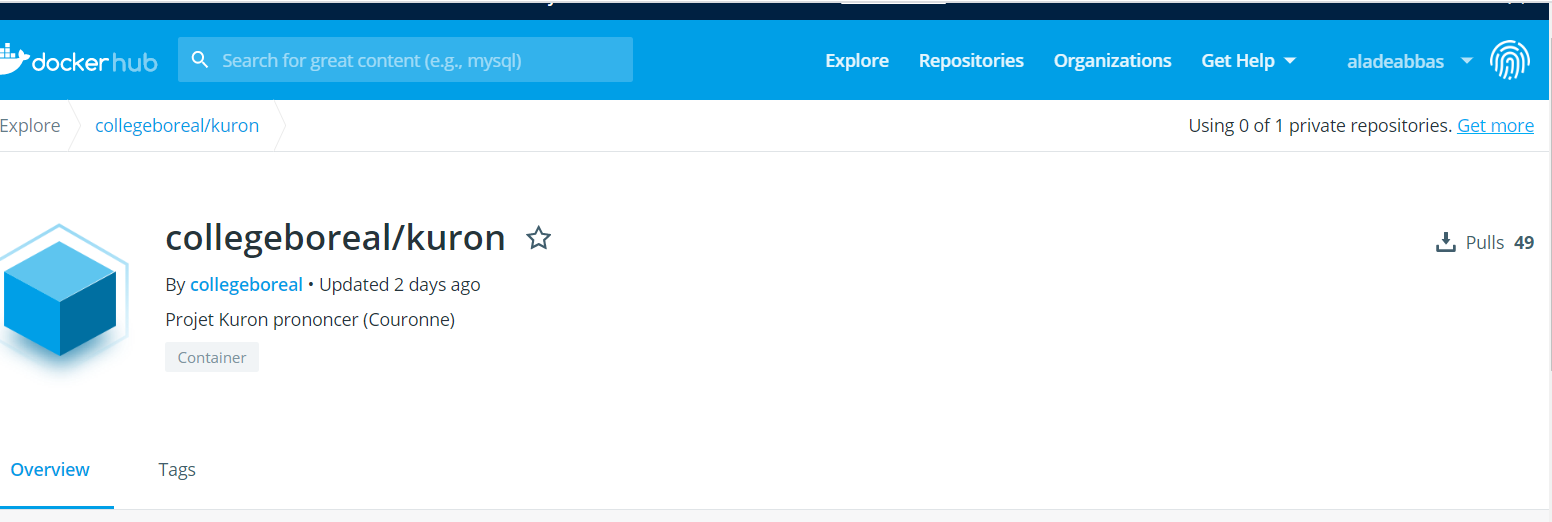 dockerhub
Search for great content (e.g., mysql)
Explore
Repositories
Organizations
Get Help
aladeabbas
Explore
collegeboreal/kuron
Using 0 of 1 private repositories. Get more
collegeboreal/kuron
Pulls 49
By collegeboreal • Updated 2 days ago
Projet Kuron prononcer (Couronne)
Container
Overview
Tags